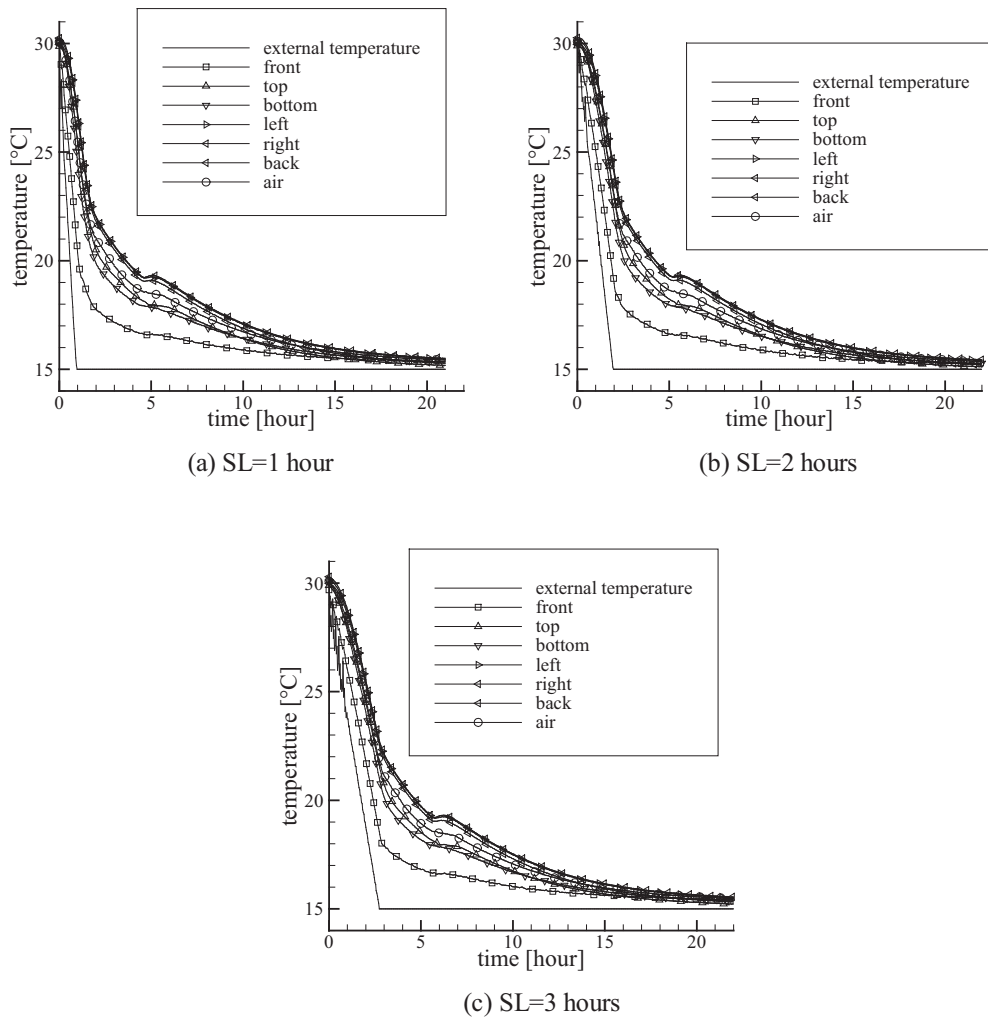 30
25
20
15
temperature [°C]
0 5 10 15 20
time [hour]
external temperature
front
top
bottom
left
right
back
air
(a) SL=1 hour
30
25
20
15
temperature [°C]
0 5 10 15 20
time [hour]
external temperature
front
top
bottom
left
right
back
air
(b) SL=2 hours
30
25
20
15
temperature [°C]
0 5 10 15 20
time [hour]
external temperature
front
top
bottom
left
right
back
air
(c) SL=3 hours